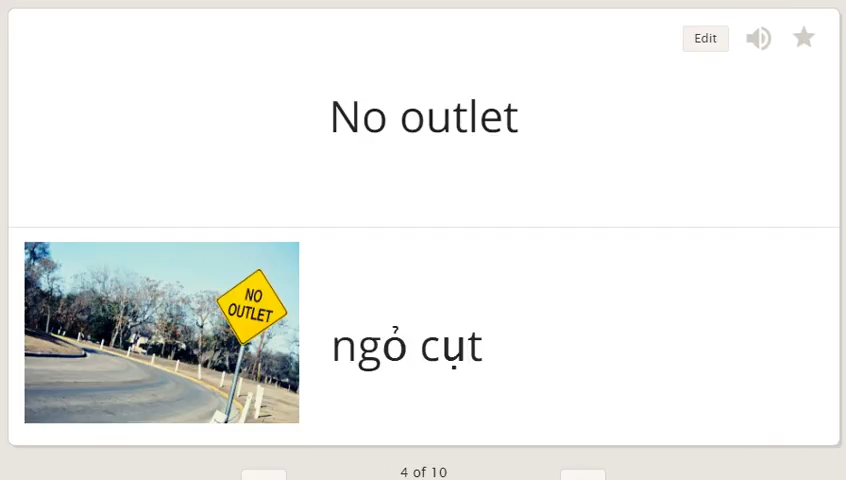 Edit
No outlet
NO
OUTLET
ngỏ cụt
4 of 10